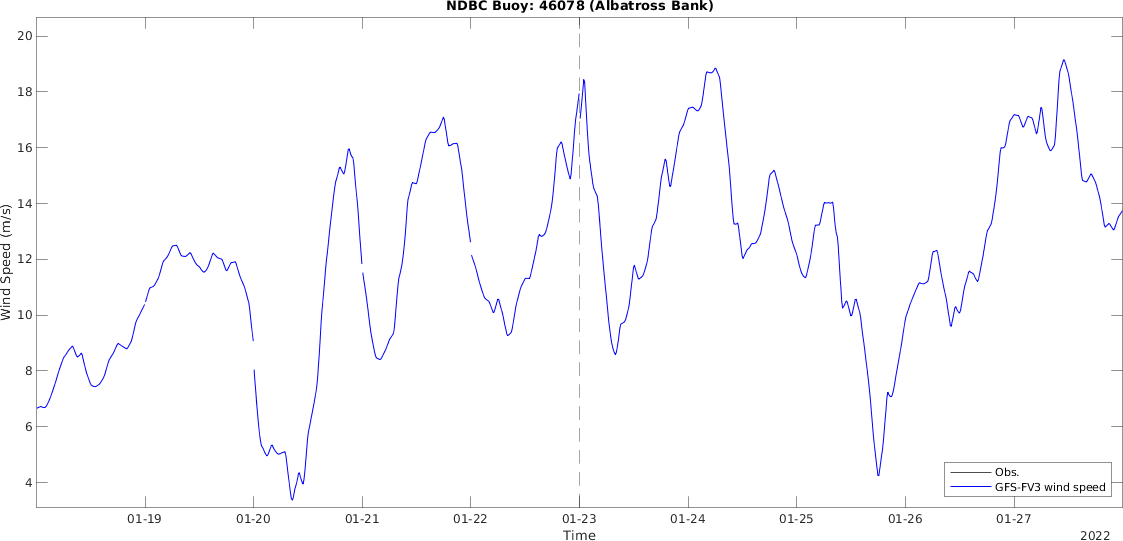 NDBC Buoy: 46078 (Albatross Bank)
20
18
16
14
12
10
8
6
4
Wind Speed (m/s)
Obs.
GFS-FV3 wind speed
01-19 01-20 01-21 01-22 01-23 01-24 01-25 01-26 01-27
Time
2022